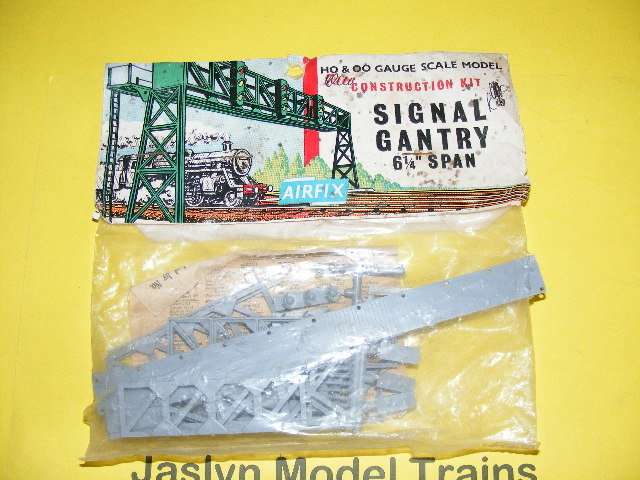 HO & OO GAUGE SCALE MODEL
CONSTRUCTION KIT
SIGNAL
GANTRY
6¼" SPAN
AIRFIX
Jaslyn Model Trains